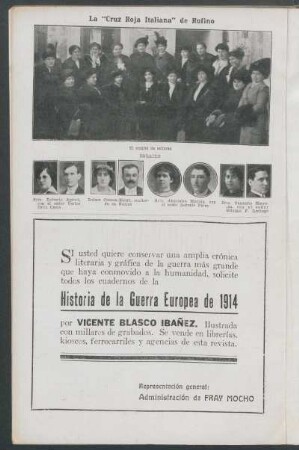 La "Cruz Roja Italiana" de Rufino
El comité de señoras
Enlaces
Si usted quiere conservar una amplia crónica
literaria y gráfica de la guerra más grande
que haya conmovido a la humanidad, solicite
todos los cuadernos de la
Historia de la Guerra Europea de 1914
por VICENTE BLASCO IBAÑEZ. Ilustrada
con millares de grabados. Se vende en librerías,
kioscos, ferrocarriles y agencias de esta revista.
Representación general:
Administración de FRAY MOCHO